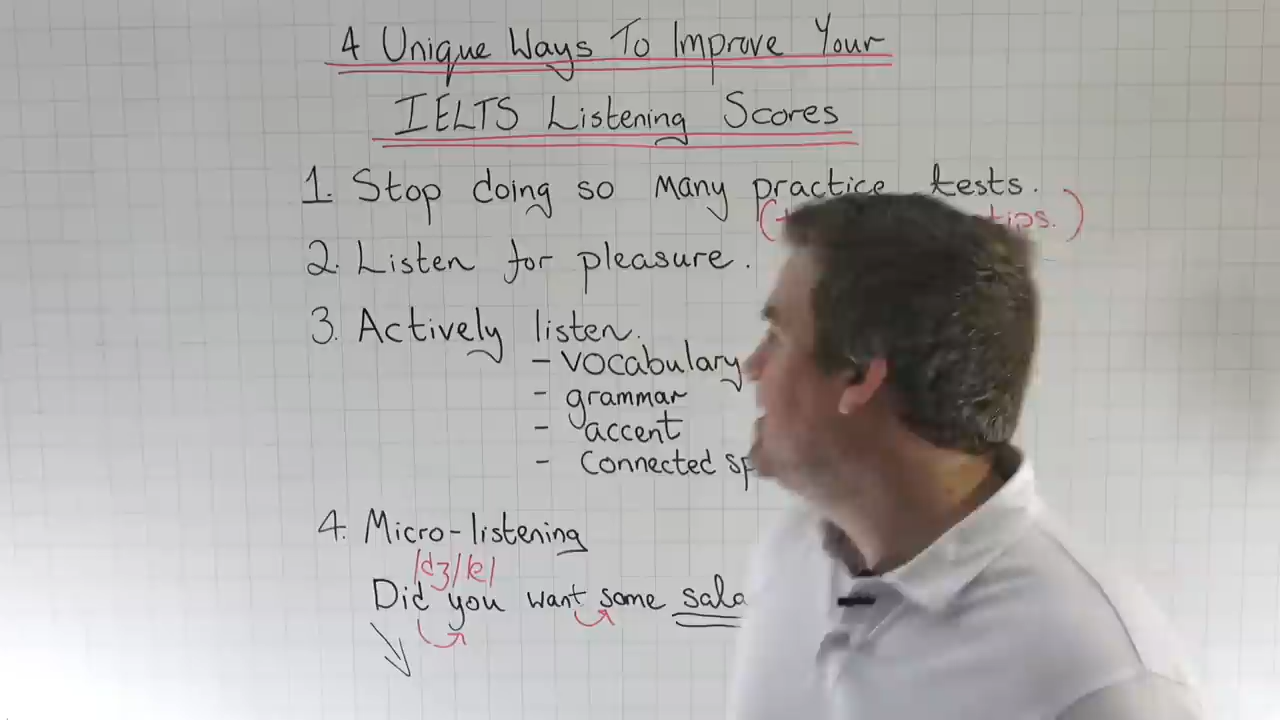 4 Unique Ways To Improve Your
IELTS Listening Scores
1. Stop doing so many practice tests.
tips.)
2. Listen for pleasure.
3. Actively listen.
- vocabulary
- grammar
- accent
- Connected
4. Micro-listening
/dʒ/
Did you want some